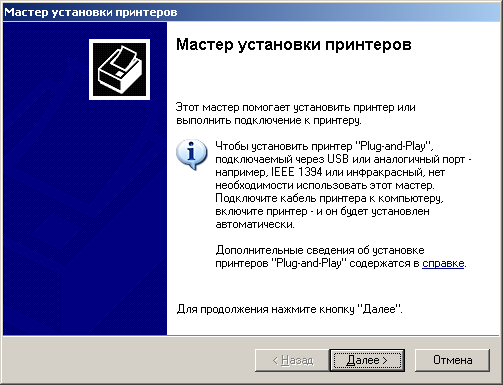 Мастер установки принтеров
Мастер установки принтеров
Этот мастер помогает установить принтер или
выполнить подключение к принтеру.
Чтобы установить принтер "Plug-and-Play",
подключаемый через USB или аналогичный порт -
например, IEEE 1394 или инфракрасный, нет
необходимости использовать этот мастер.
Подключите кабель принтера к компьютеру,
включите принтер - и он будет установлен
автоматически.
Дополнительные сведения об установке
принтеров "Plug-and-Play" содержатся в справке.
Для продолжения нажмите кнопку "Далее".
< Назад
Далее >
Отмена